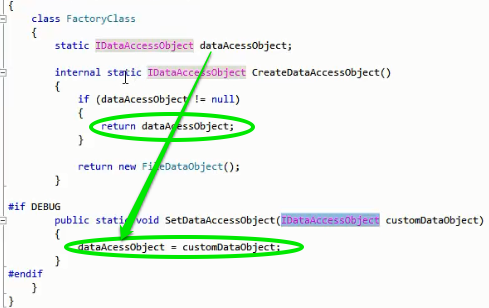 {
class FactoryClass
{
static IDataAccessObject dataAcessObject;
internal static IDataAccessObject CreateDataAccessObject()
{
if (dataAcessObject != null)
{
return dataAcessObject;
}
return new FileDataObject();
}
#if DEBUG
public static void SetDataAccessObject(IDataAccessObject customDataObject)
{
dataAcessObject = customDataObject;
}
#endif
}
}